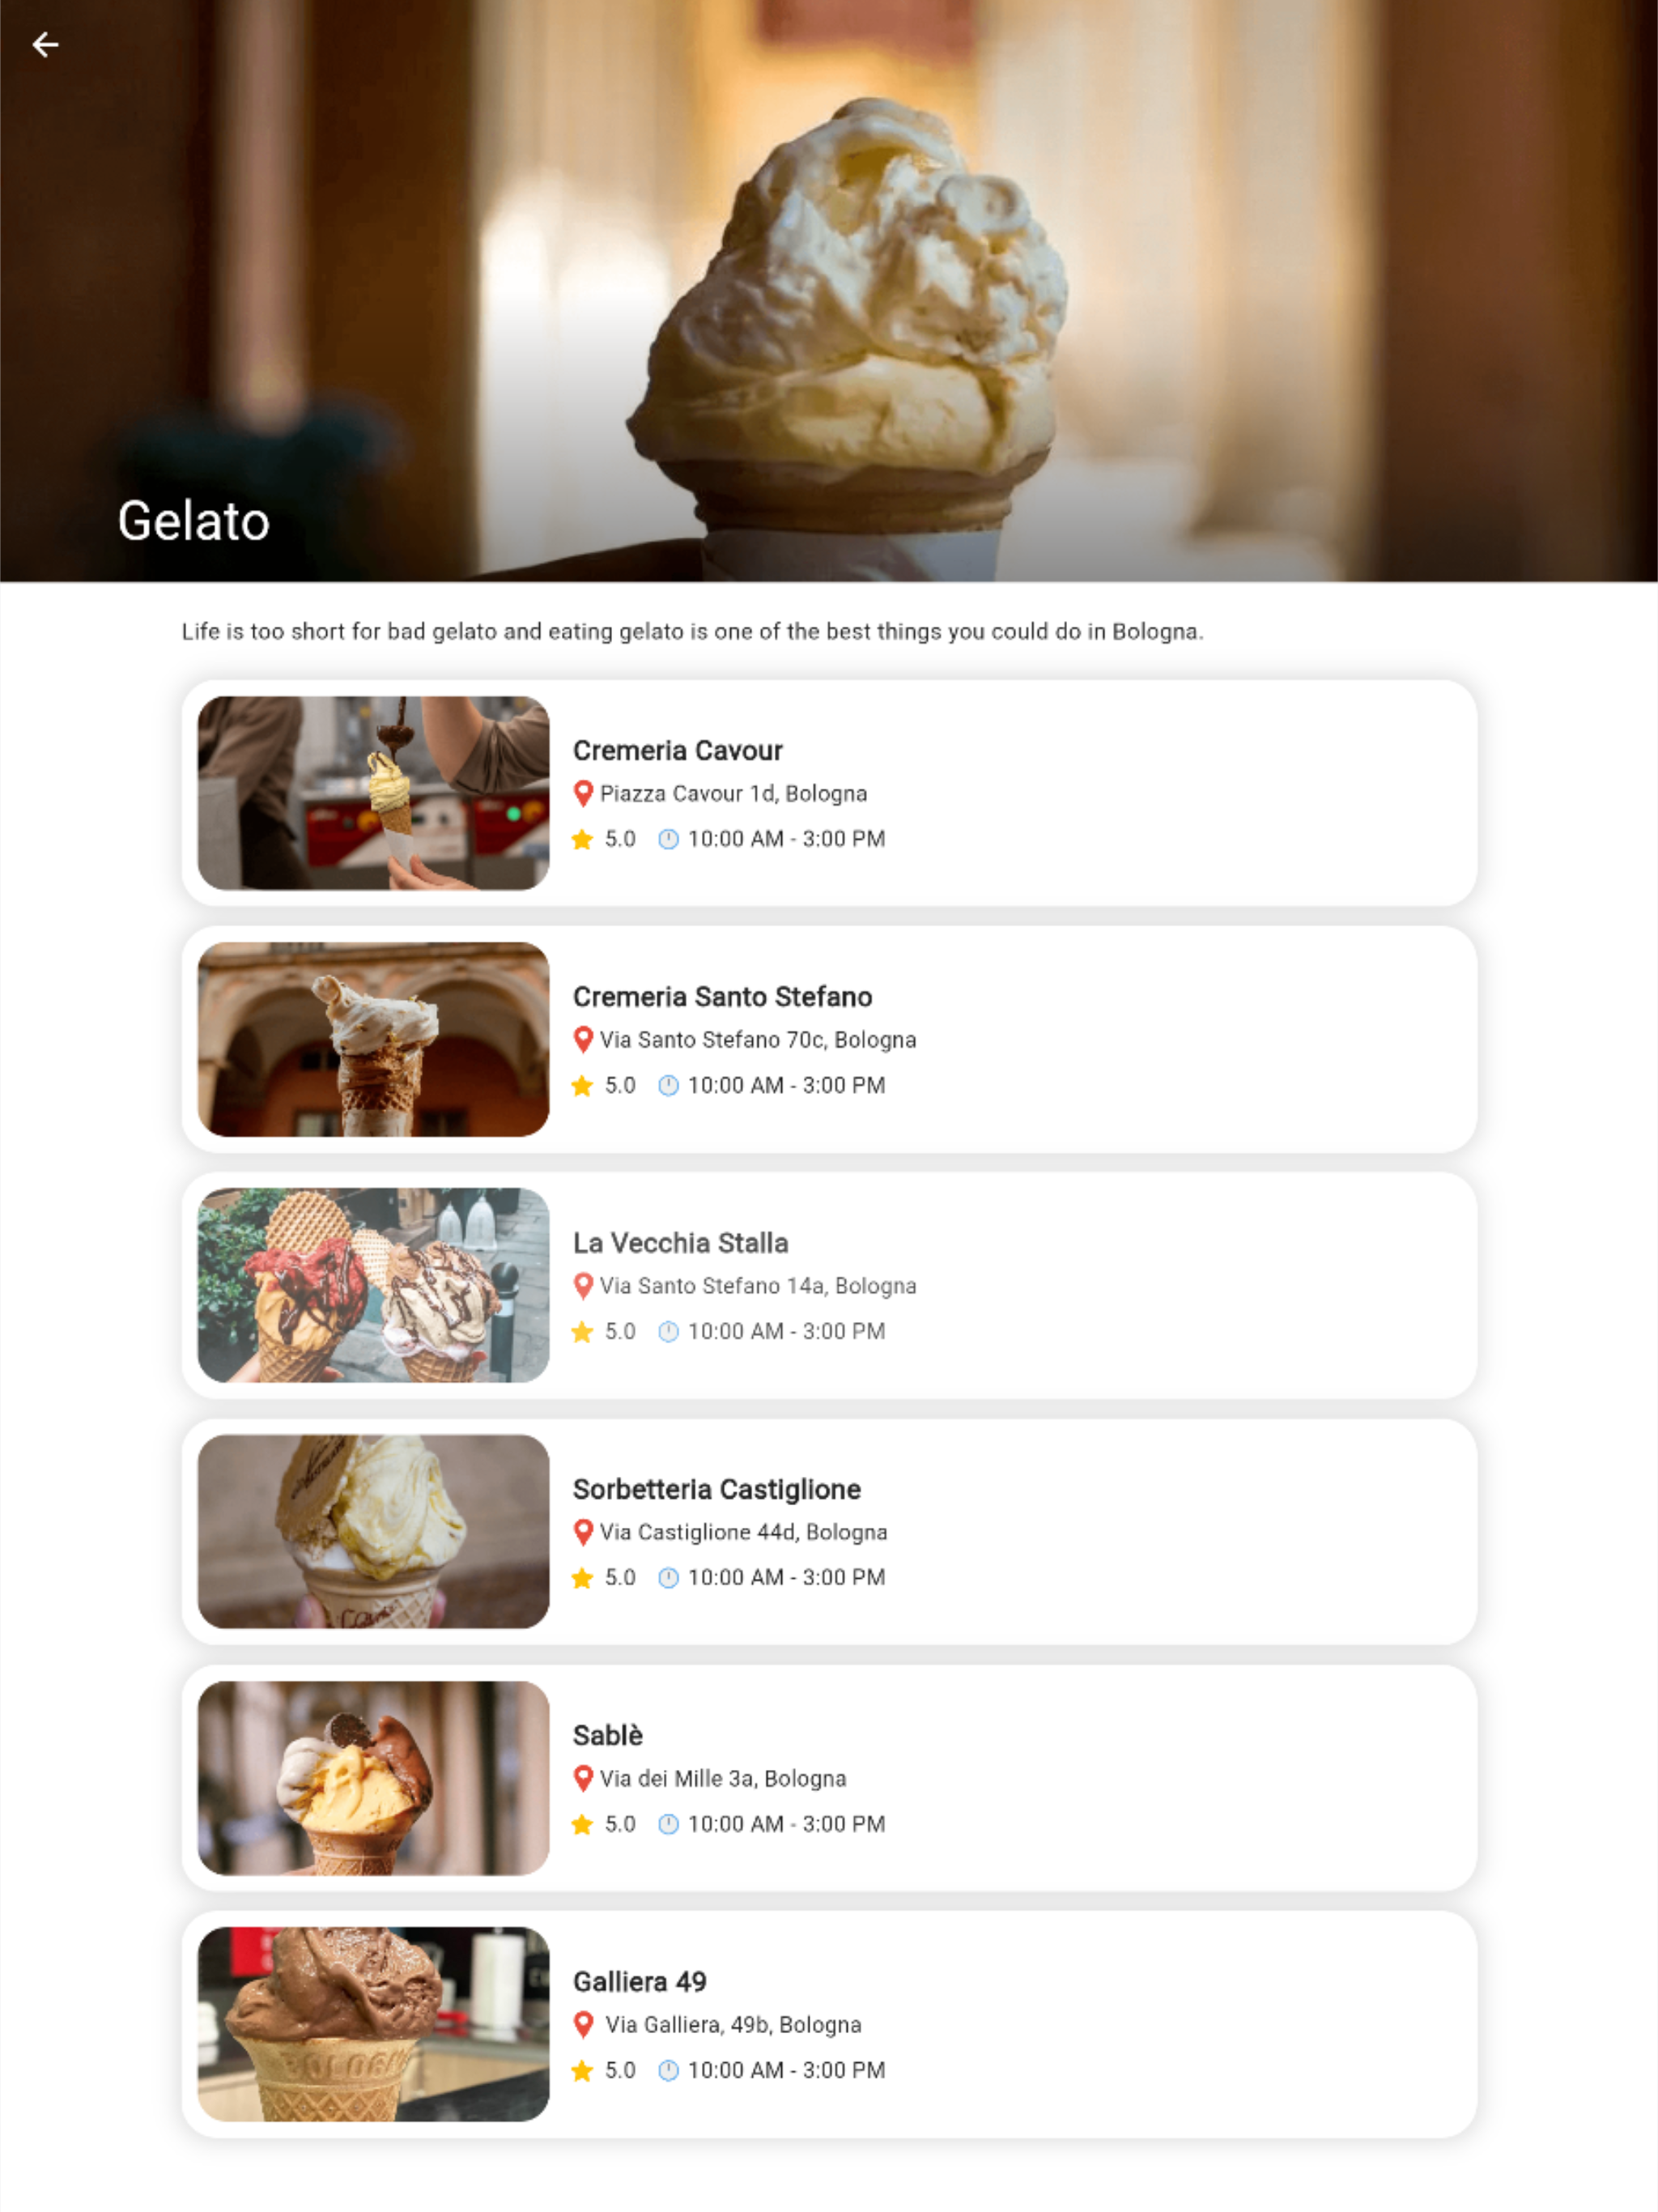 Gelato
Life is too short for bad gelato and eating gelato is one of the best things you could do in Bologna.
Cremeria Cavour
Piazza Cavour 1d, Bologna
5.0 10:00 AM - 3:00 PM
Cremeria Santo Stefano
Via Santo Stefano 70c, Bologna
5.0 10:00 AM - 3:00 PM
La Vecchia Stalla
Via Santo Stefano 14a, Bologna
5.0 10:00 AM - 3:00 PM
Sorbetteria Castiglione
Via Castiglione 44d, Bologna
5.0 10:00 AM - 3:00 PM
Sablè
Via dei Mille 3a, Bologna
5.0 10:00 AM - 3:00 PM
BOLOGNA
Galliera 49
Via Galliera, 49b, Bologna
5.0 10:00 AM - 3:00 PM